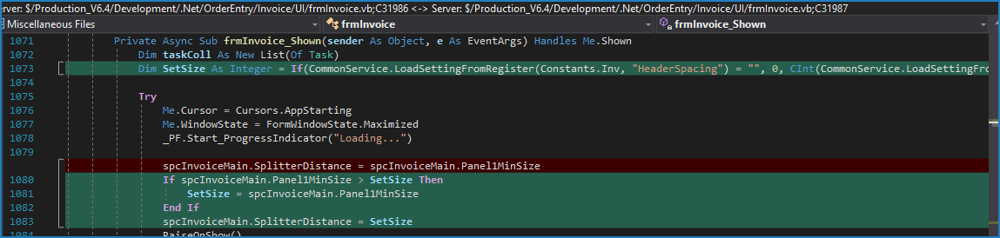 erver: $/Production_V6.4/Development/.Net/OrderEntry/Invoice/UI/frmInvoice.vb;C31986 <-> Server: $/Production_V6.4/Development/.Net/OrderEntry/Invoice/UI/frmInvoice.vb;C31987
Miscellaneous Files frmInvoice frmInvoice_Shown
1071 Private Async Sub frmInvoice_Shown(sender As Object, e As EventArgs) Handles Me.Shown
1072 Dim taskColl As New List(Of Task)
1073 Dim SetSize As Integer = If(CommonService.LoadSettingFromRegister(Constants.Inv, "HeaderSpacing") = "", 0, CInt(CommonService.LoadSettingFro
1074
1075 Try
1076 Me.Cursor = Cursors.AppStarting
1077 Me.WindowState = FormWindowState.Maximized
1078 _PF.Start_ProgressIndicator("Loading...")
1079
spcInvoiceMain.SplitterDistance = spcInvoiceMain.Panel1MinSize
1080 If spcInvoiceMain.Panel1MinSize > SetSize Then
1081 SetSize = spcInvoiceMain.Panel1MinSize
1082 End If
1083 spcInvoiceMain.SplitterDistance = SetSize
1084 RaiseOnShow()